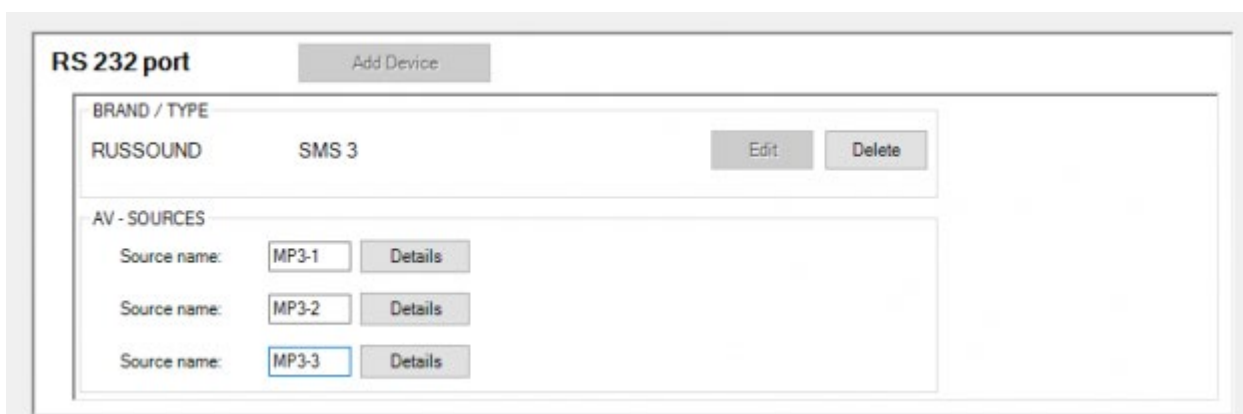 RS 232 port Add Device
BRAND / TYPE
RUSSOUND SMS 3 Edit Delete
AV - SOURCES
Source name: MP3-1 Details
Source name: MP3-2 Details
Source name: MP3-3 Details